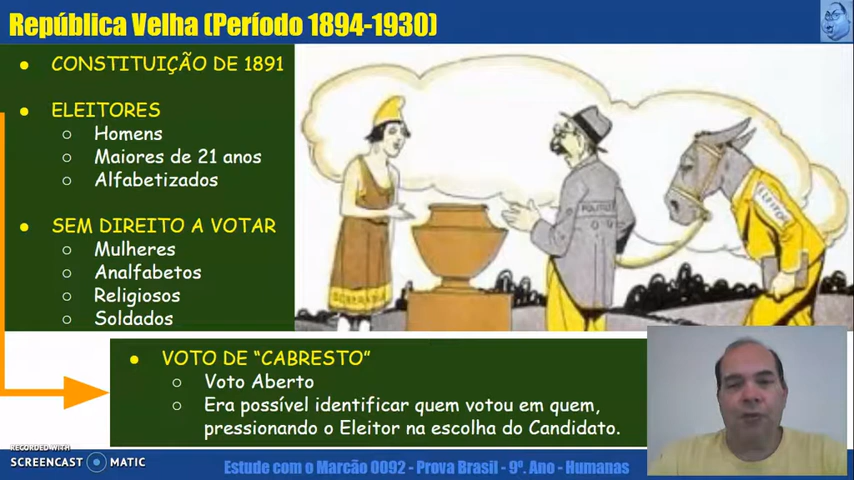 República Velha (Período 1894-1930)
● CONSTITUIÇÃO DE 1891
● ELEITORES
○ Homens
○ Maiores de 21 anos
○ Alfabetizados
● SEM DIREITO A VOTAR
○ Mulheres
○ Analfabetos
○ Religiosos
○ Soldados
POLITICO
ELEITOR
SOBERANIA
● VOTO DE “CABRESTO”
○ Voto Aberto
○ Era possível identificar quem votou em quem,
pressionando o Eleitor na escolha do Candidato.
RECORDED WITH
SCREENCAST MATIC
Estude com o Marcão 0092 - Prova Brasil - 9º. Ano - Humanas